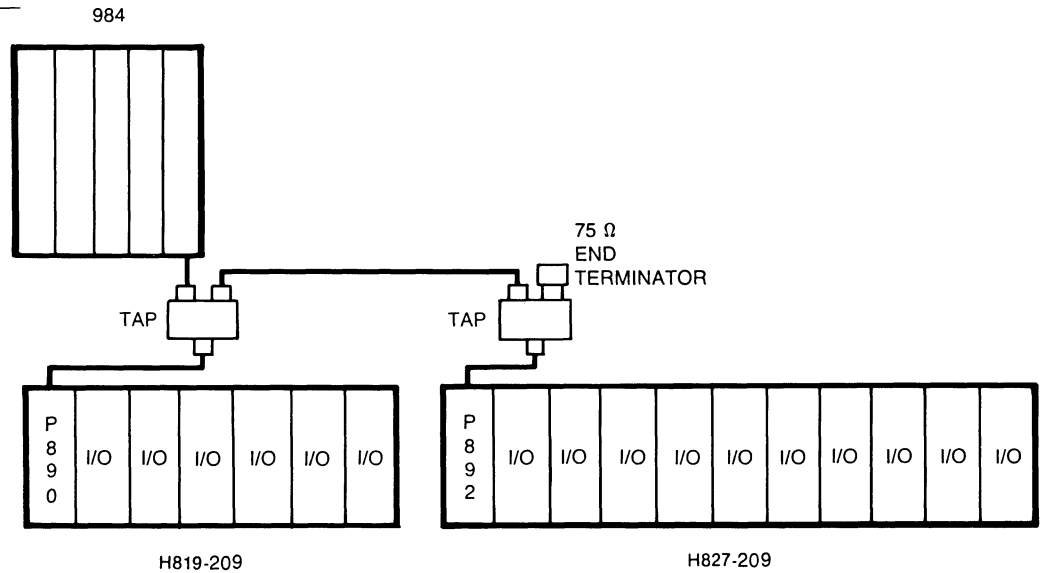 984
75 Ω
END
TERMINATOR
TAP
TAP
P
8
9
0
I/O I/O I/O I/O I/O I/O
P
8
9
2
I/O I/O I/O I/O I/O I/O I/O I/O I/O I/O
H819-209
H827-209